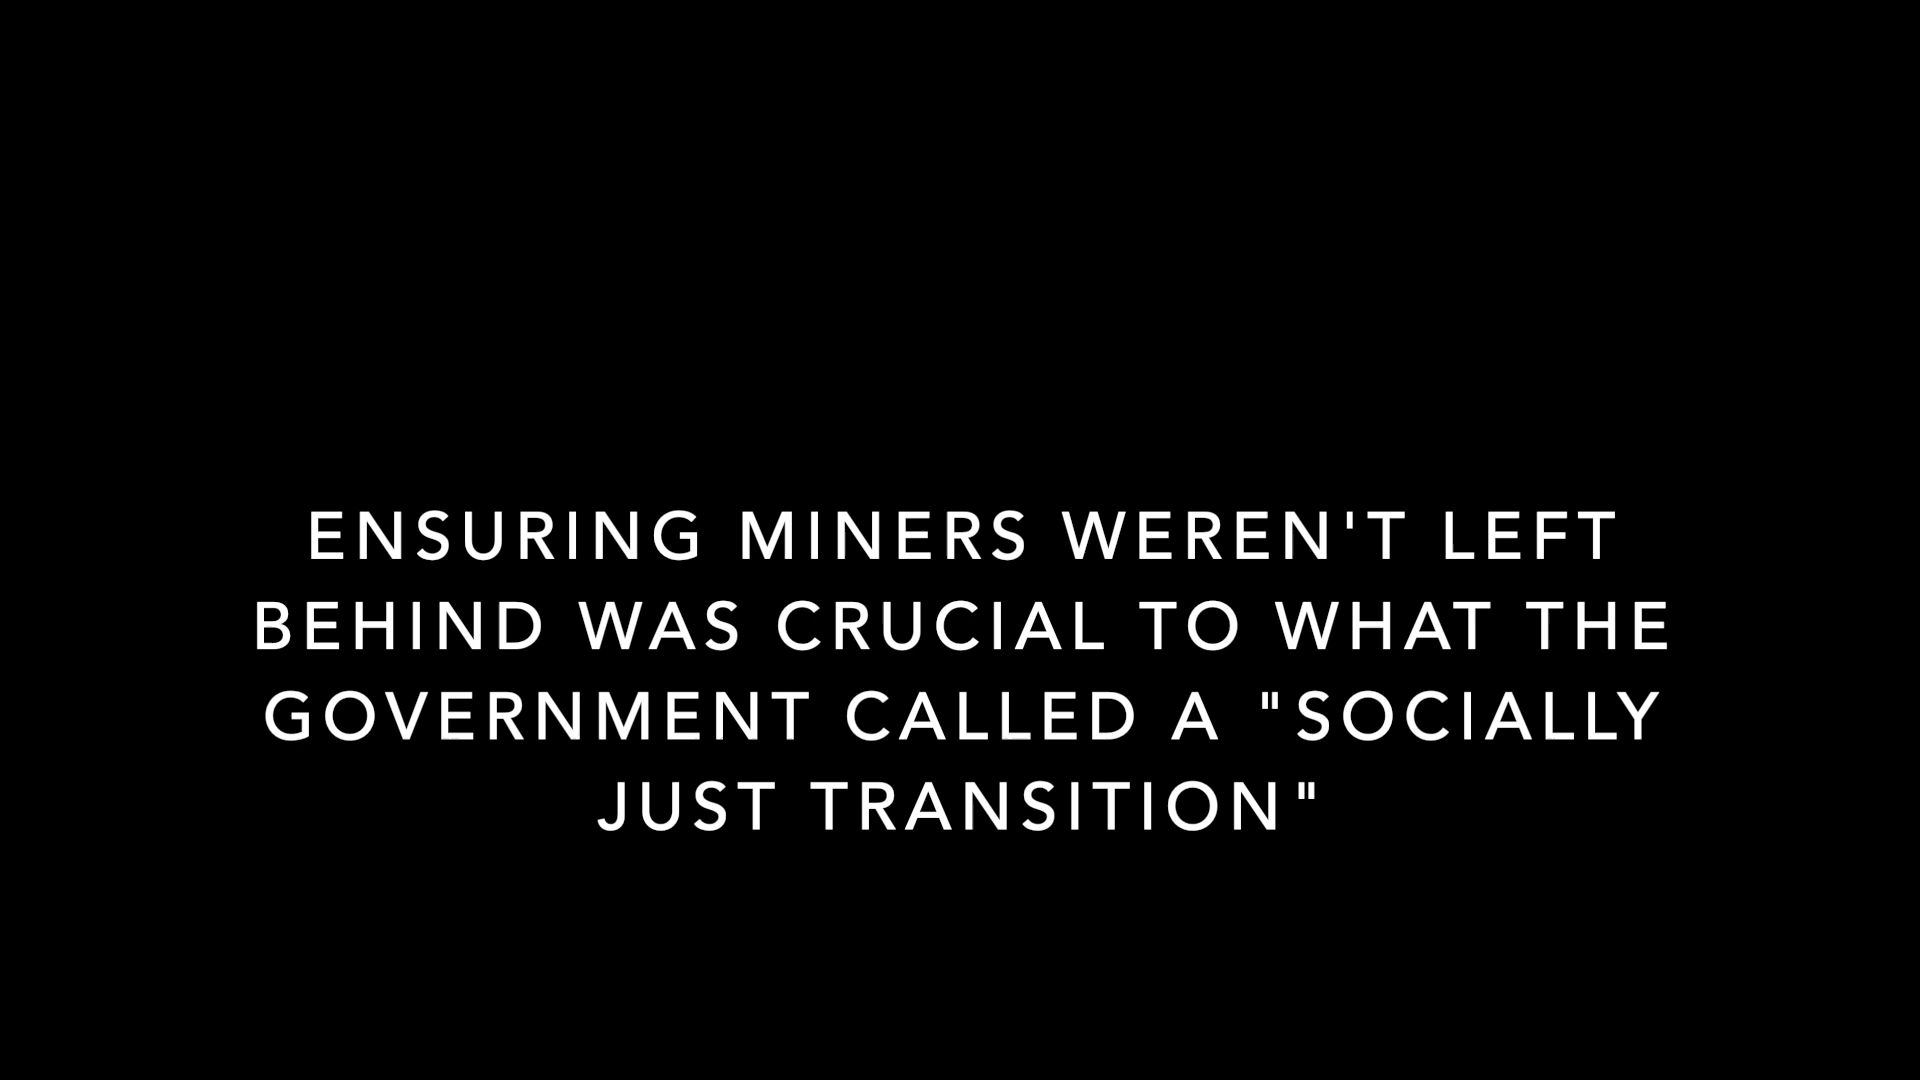 ENSURING MINERS WEREN'T LEFT
BEHIND WAS CRUCIAL TO WHAT THE
GOVERNMENT CALLED A "SOCIALLY
JUST TRANSITION"